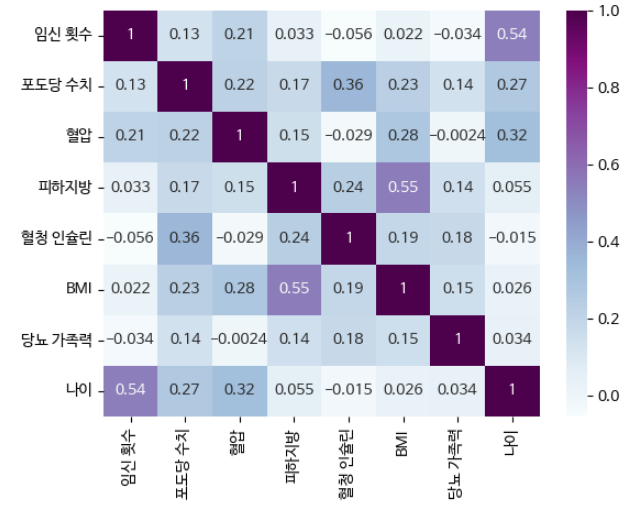 임신 횟수 1 0.13 0.21 0.033 −0.056 0.022 −0.034 0.54
포도당 수치 0.13 1 0.22 0.17 0.36 0.23 0.14 0.27
혈압 0.21 0.22 1 0.15 −0.029 0.28 −0.0024 0.32
피하지방 0.033 0.17 0.15 1 0.24 0.55 0.14 0.055
혈청 인슐린 −0.056 0.36 −0.029 0.24 1 0.19 0.18 −0.015
BMI 0.022 0.23 0.28 0.55 0.19 1 0.15 0.026
당뇨 가족력 −0.034 0.14 −0.0024 0.14 0.18 0.15 1 0.034
나이 0.54 0.27 0.32 0.055 −0.015 0.026 0.034 1
임신 횟수 포도당 수치 혈압 피하지방 혈청 인슐린 BMI 당뇨 가족력 나이
1.0
0.8
0.6
0.4
0.2
0.0